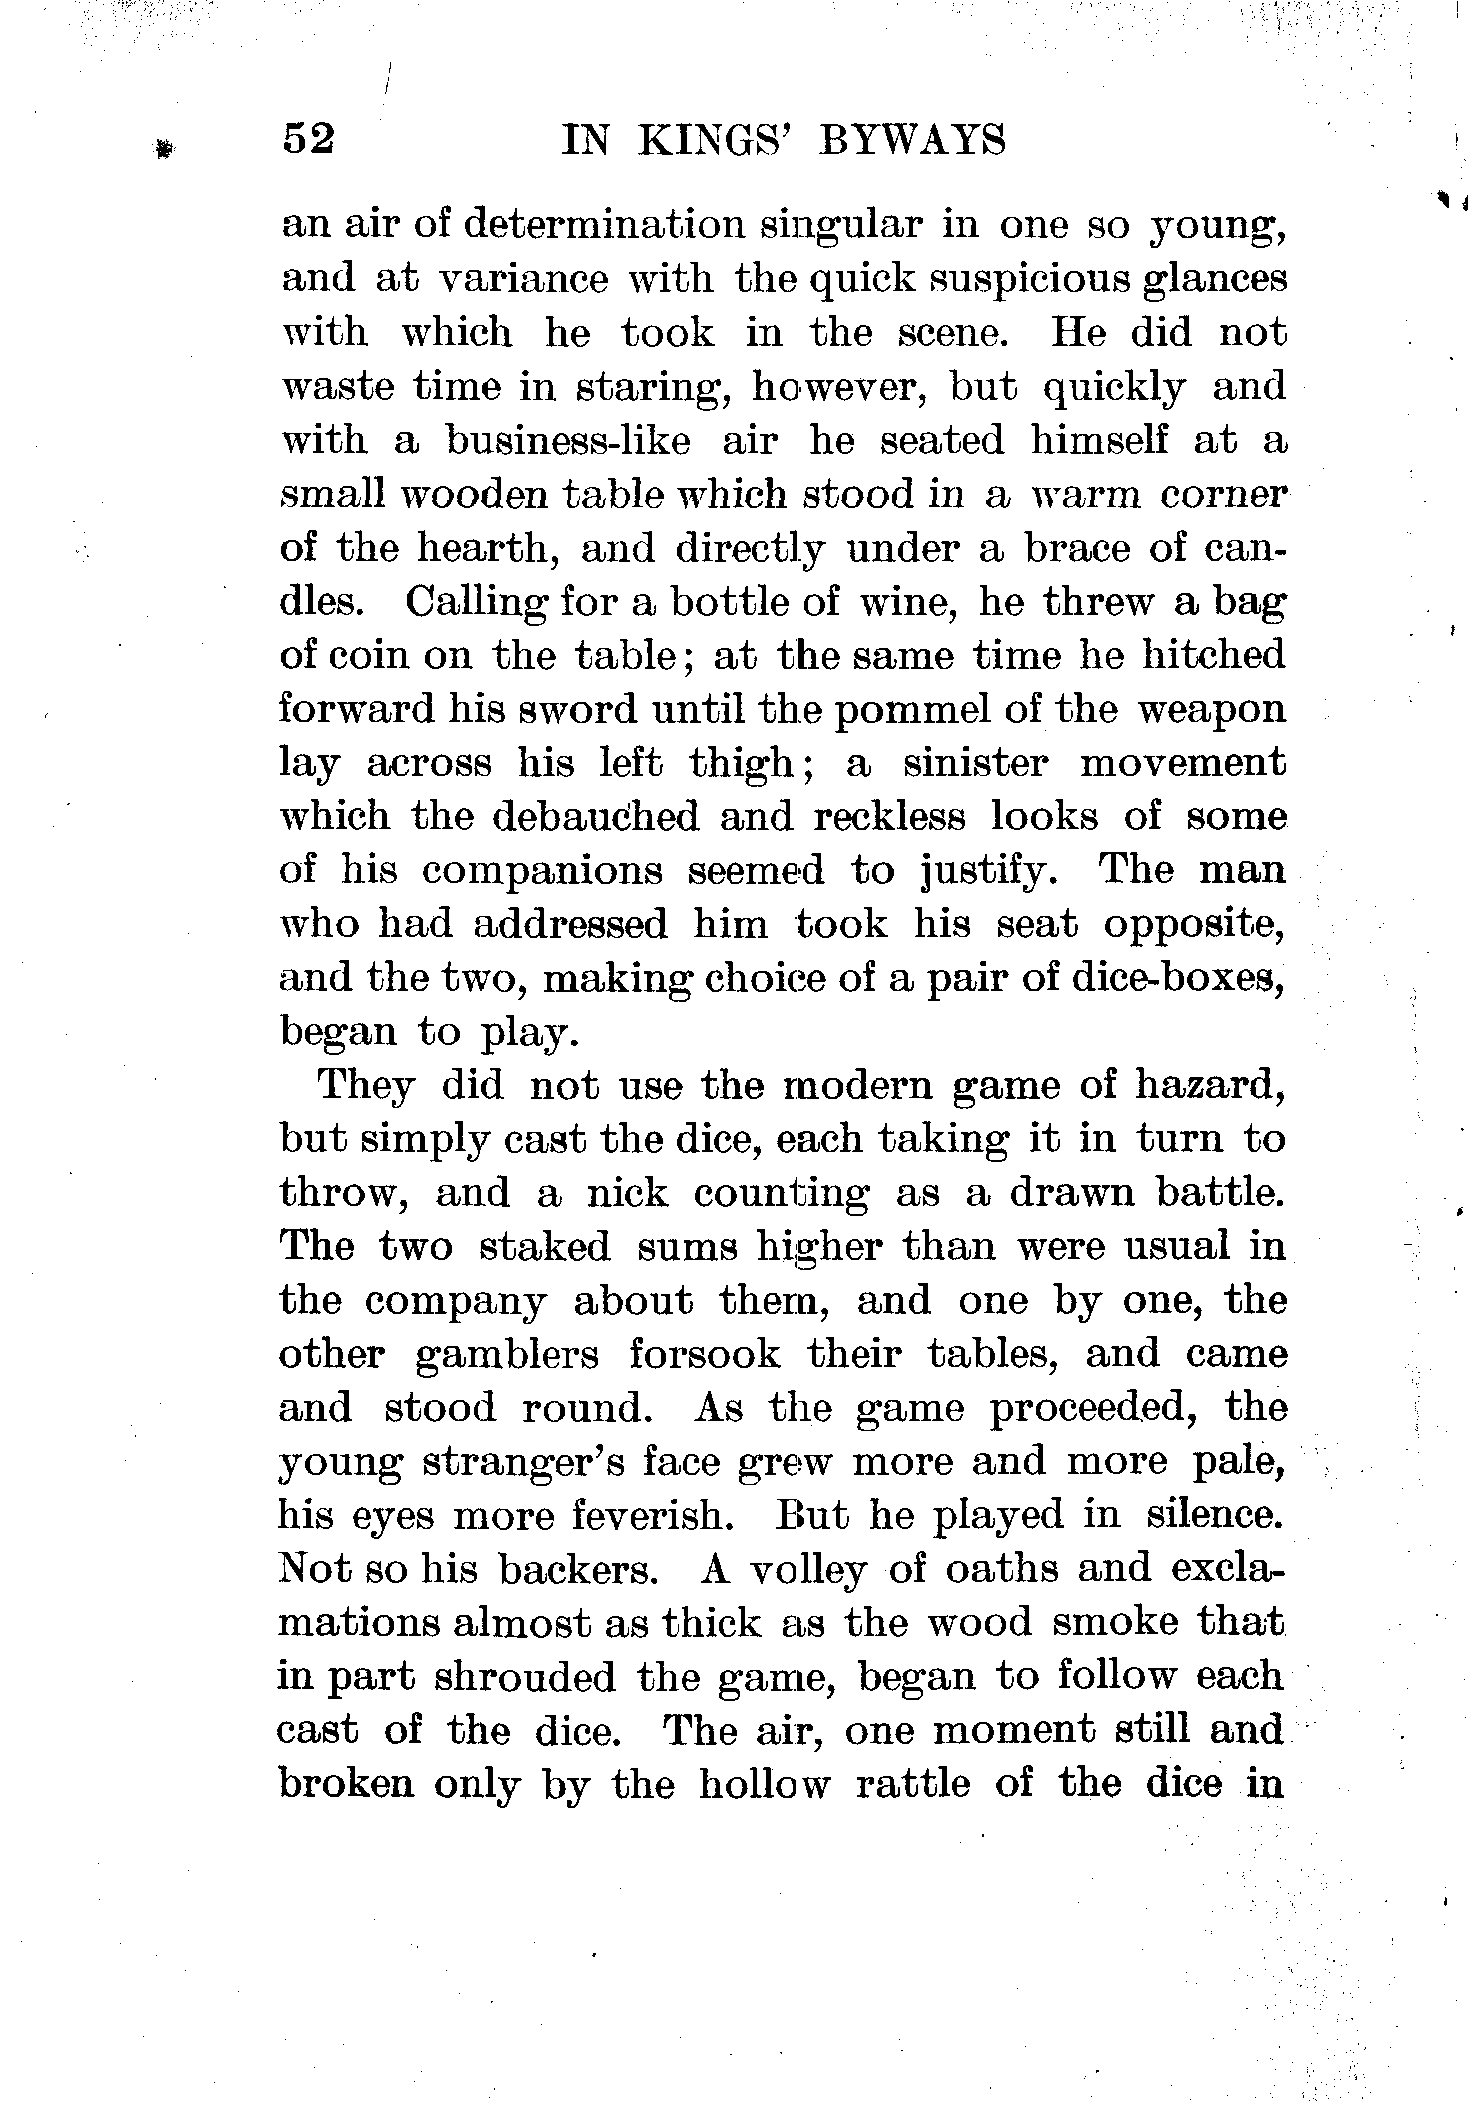 52 IN KINGS' BYWAYS
an air of determination singular in one so young,
and at variance with the quick suspicious glances
with which he took in the scene. He did not
waste time in staring, however, but quickly and
with a business-like air he seated himself at a
small wooden table which stood in a warm corner
of the hearth, and directly under a brace of can-
dles. Calling for a bottle of wine, he threw a bag
of coin on the table; at the same time he hitched
forward his sword until the pommel of the weapon
lay across his left thigh; a sinister movement
which the debauched and reckless looks of some
of his companions seemed to justify. The man
who had addressed him took his seat opposite,
and the two, making choice of a pair of dice-boxes,
began to play.
They did not use the modern game of hazard,
but simply cast the dice, each taking it in turn to
throw, and a nick counting as a drawn battle.
The two staked sums higher than were usual in
the company about them, and one by one, the
other gamblers forsook their tables, and came
and stood round. As the game proceeded, the
young stranger's face grew more and more pale,
his eyes more feverish. But he played in silence.
Not so his backers. A volley of oaths and excla-
mations almost as thick as the wood smoke that
in part shrouded the game, began to follow each
cast of the dice. The air, one moment still and
broken only by the hollow rattle of the dice in